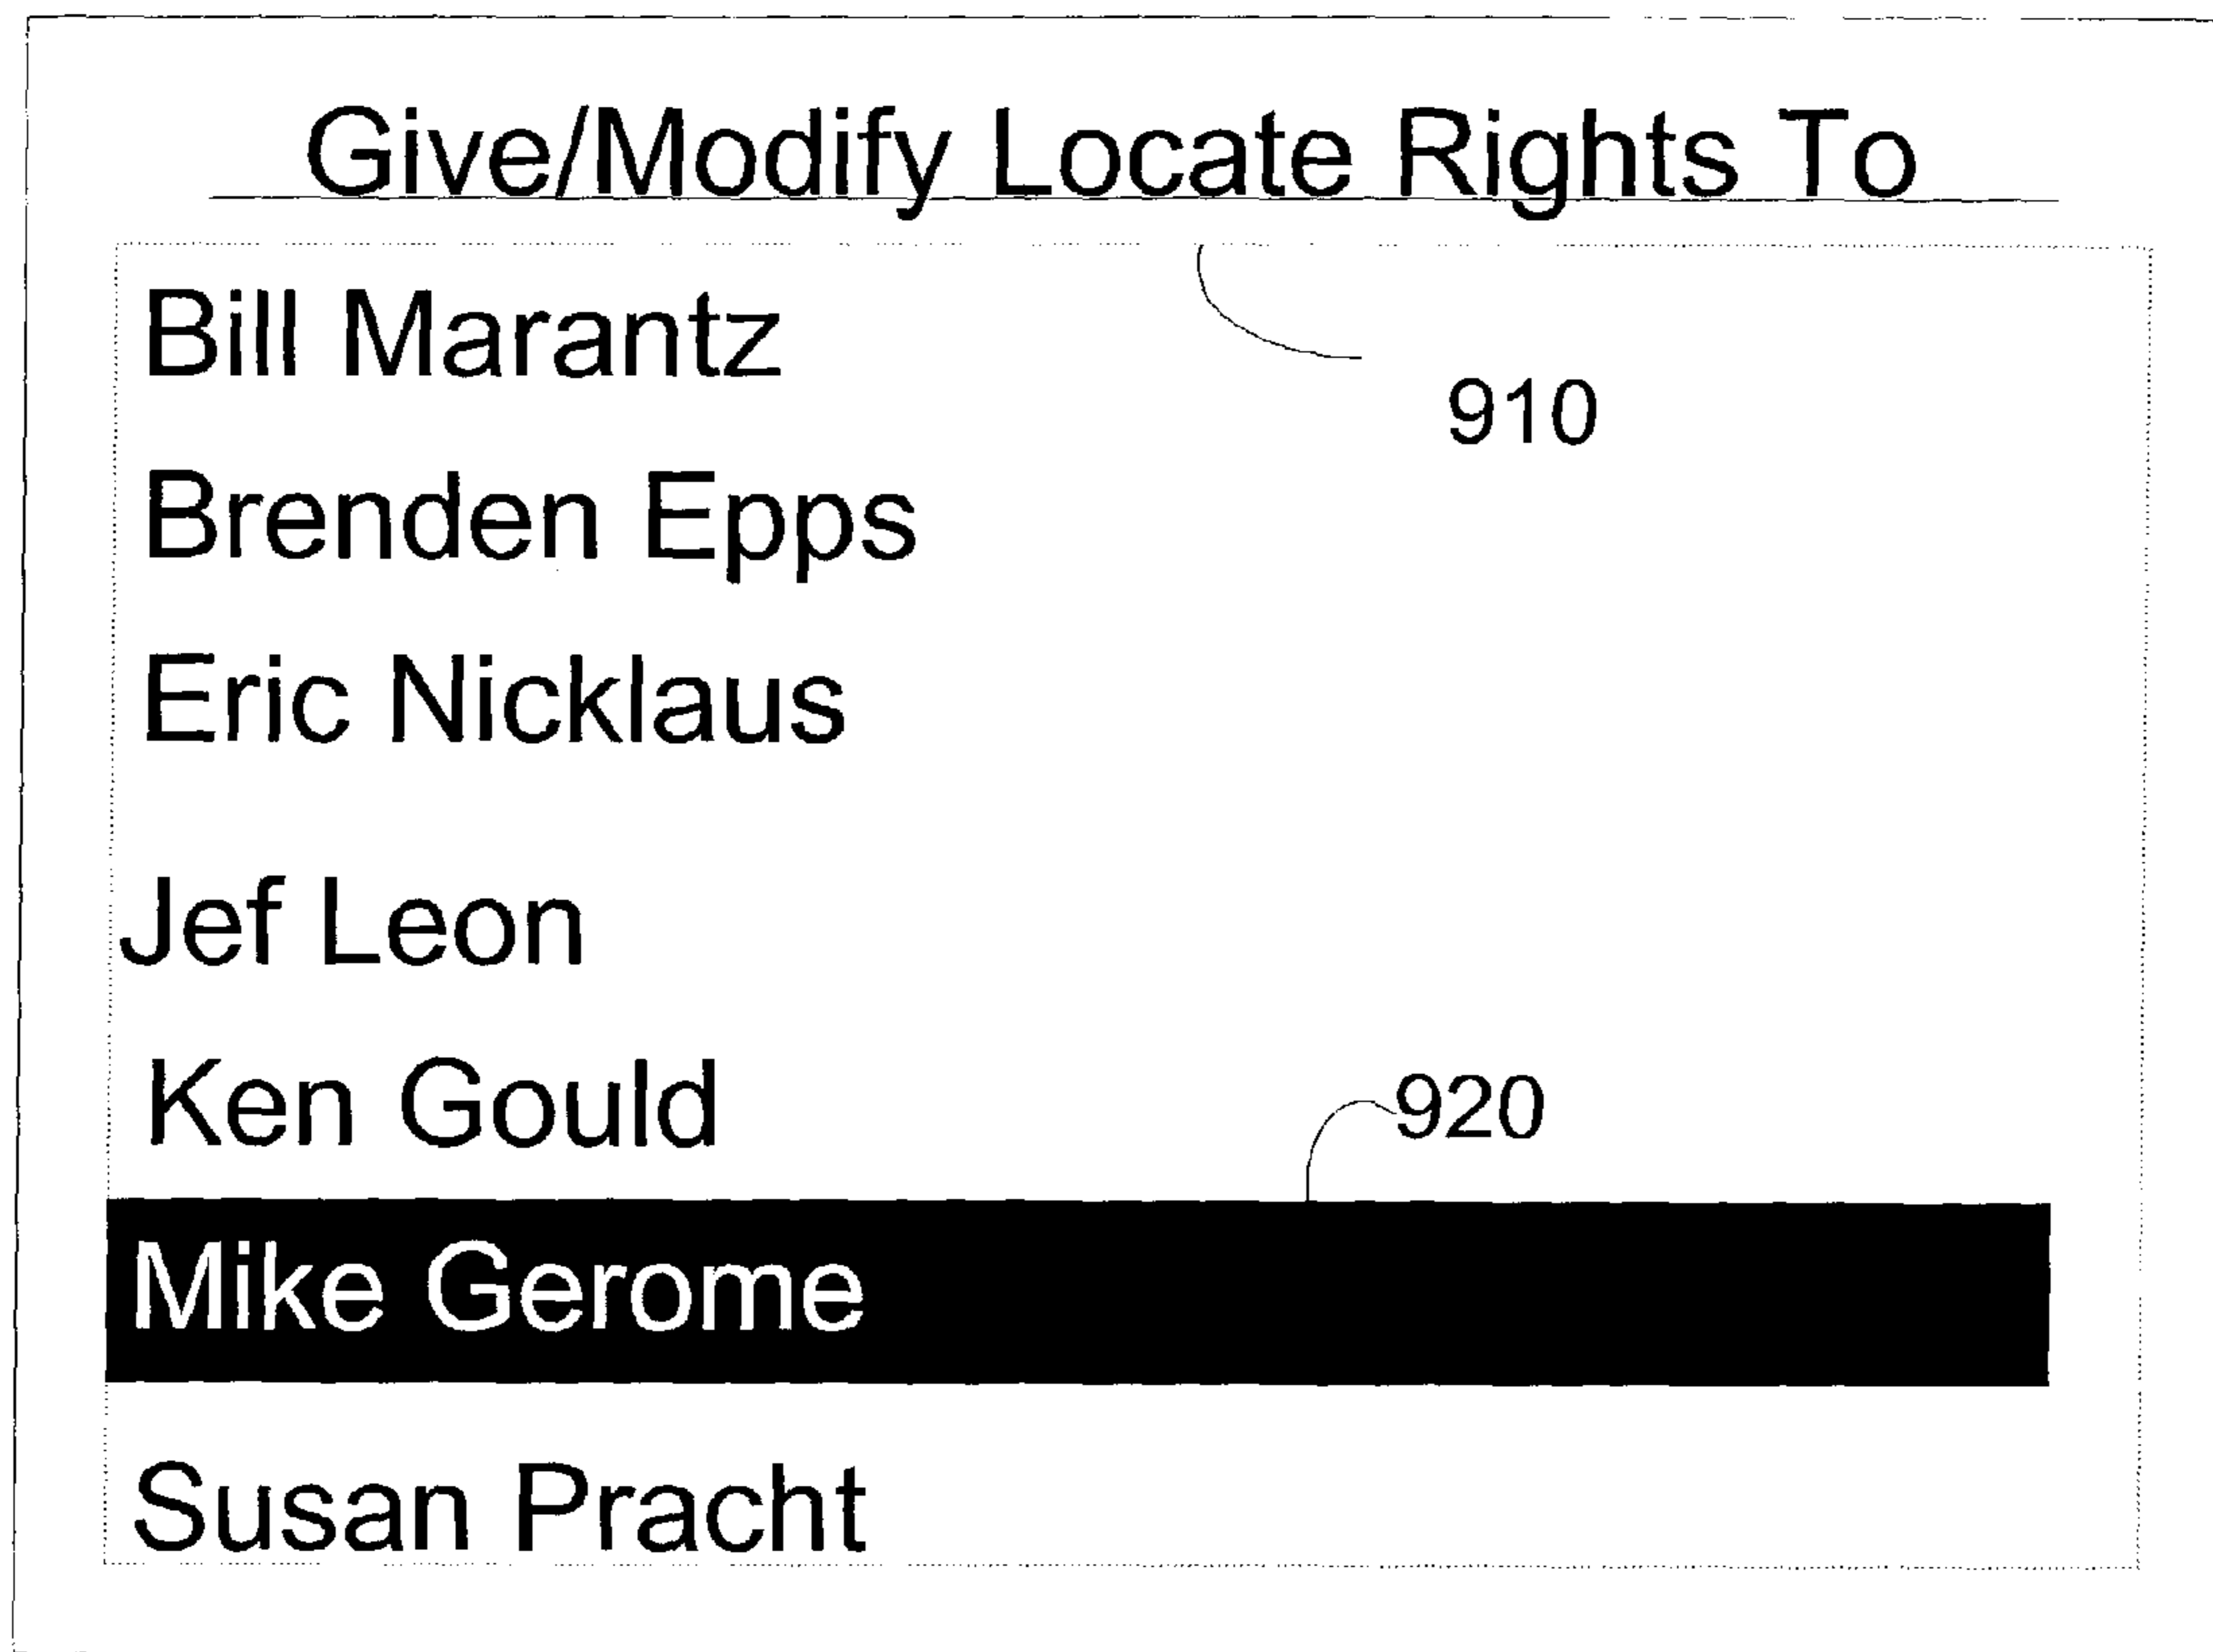 Give/Modify Locate Rights To
Bill Marantz
910
Brenden Epps
Eric Nicklaus
Jef Leon
Ken Gould
920
Mike Gerome
Susan Pracht